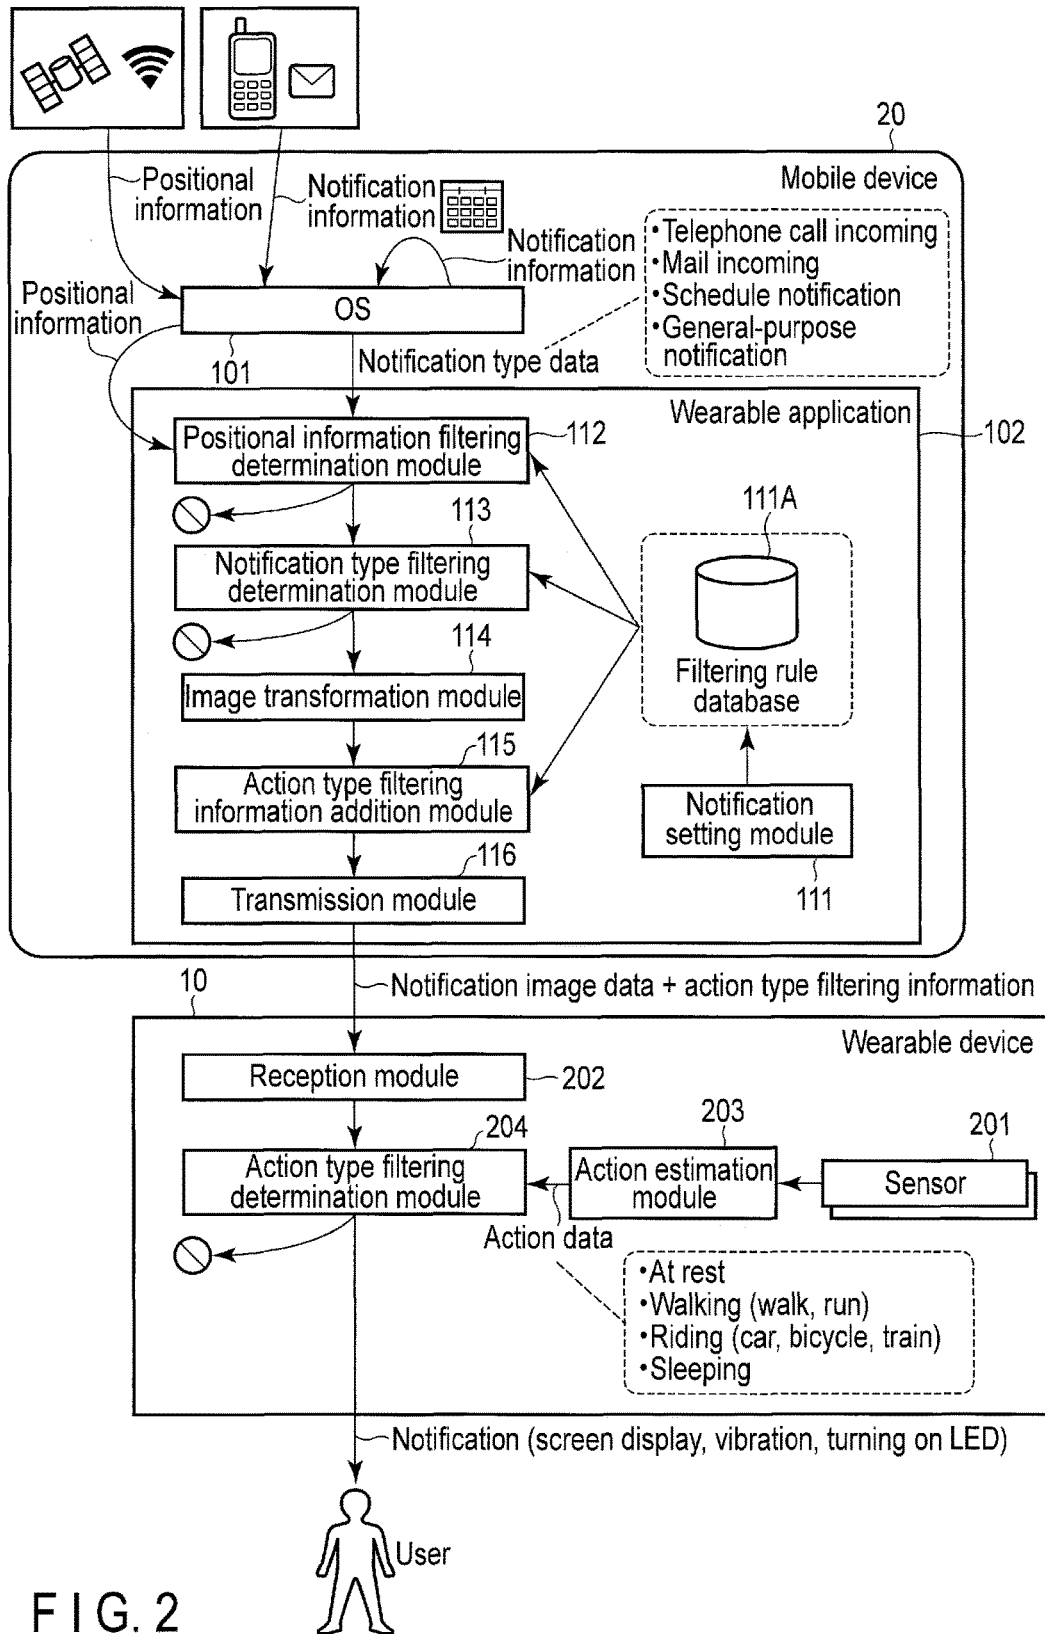 20
Mobile device
Positional
information
Notification
information
Notification
information
•Telephone call incoming
•Mail incoming
•Schedule notification
•General-purpose
notification
Positional
information
OS
101
Notification type data
Wearable application
102
Positional information filtering
determination module
112
113
Notification type filtering
determination module
111A
Filtering rule
database
114
Image transformation module
115
Action type filtering
information addition module
Notification
setting module
111
116
Transmission module
10
Notification image data + action type filtering information
Wearable device
Reception module
202
204
Action type filtering
determination module
203
Action estimation
module
201
Sensor
Action data
•At rest
•Walking (walk, run)
•Riding (car, bicycle, train)
•Sleeping
Notification (screen display, vibration, turning on LED)
User
FIG. 2